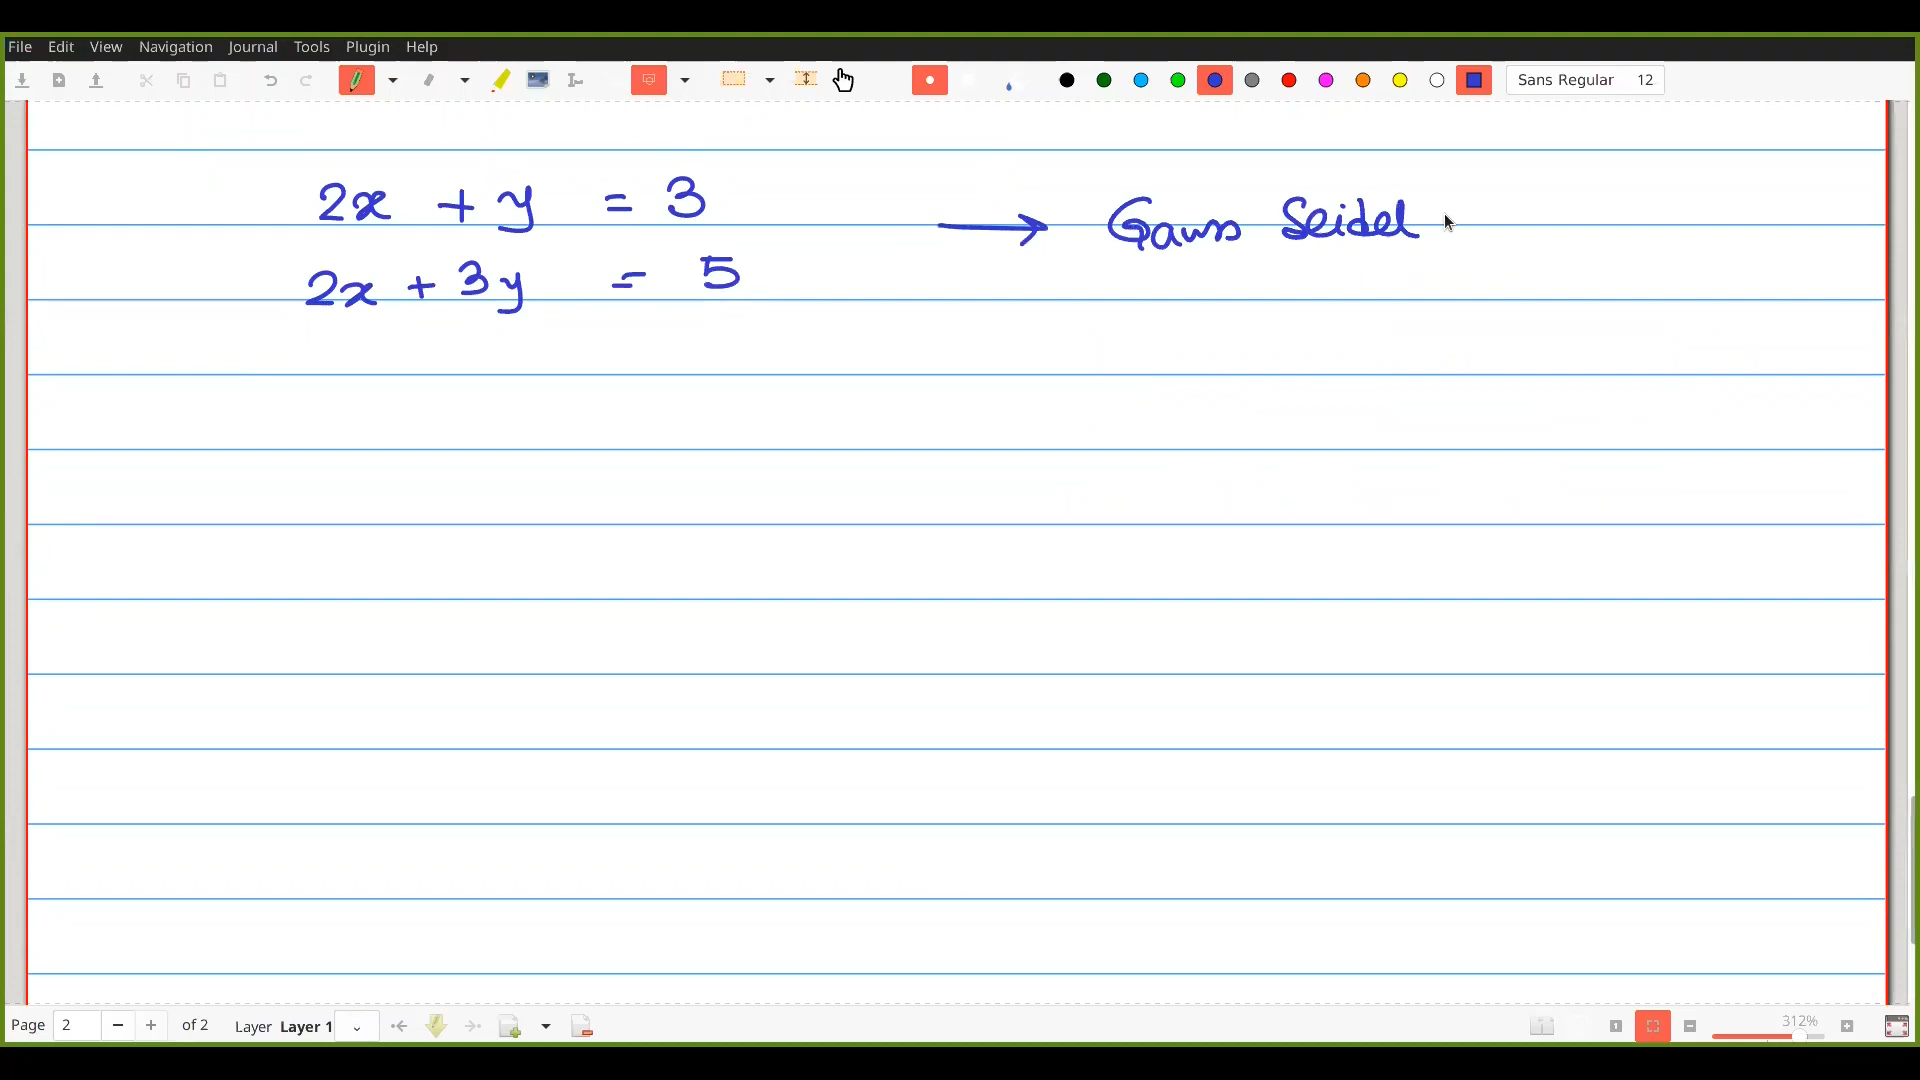 File Edit View Navigation Journal Tools Plugin Help
Sans Regular 12
2x + y = 3 → Gauss Seidel
2x + 3y = 5
Page 2 − + of 2 Layer Layer 1
312%